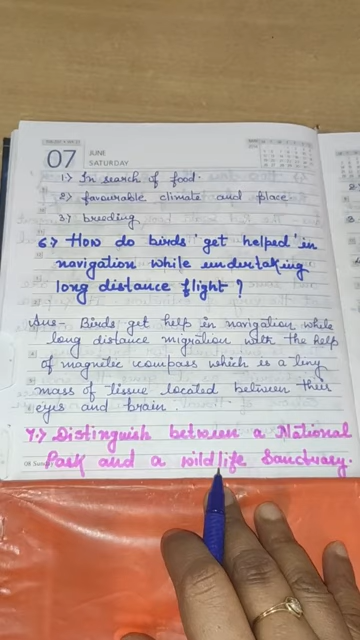 07
JUNE
SATURDAY
1.) In search of food.
2) favourable climate and place
3) breeding.
6.) How do birds get helped in
navigation while undertaking
long distance flight ?
Ans- Birds get help in navigation while
long distance migration walk the help
of magnetic compass which is a tiny
mass of tissue located between their
eyes and brain.
7.) Distinguish between a National
08 Sunday
Park and a wildlife Sanctuary.